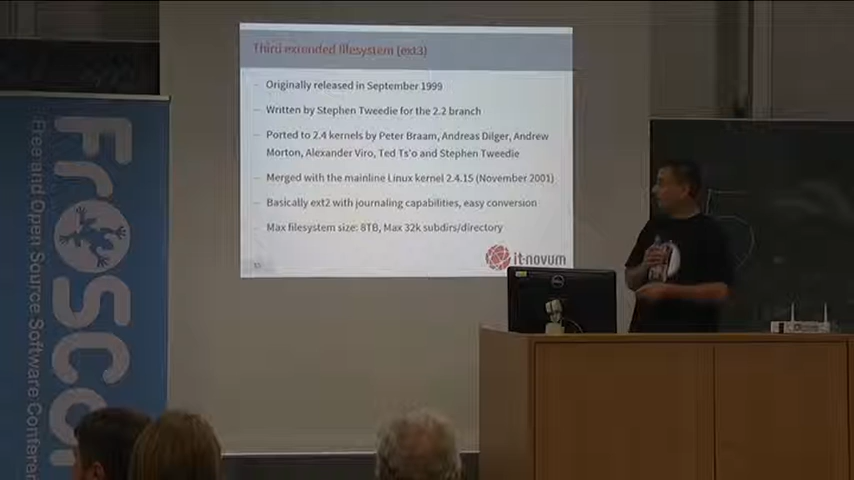 Third extended filesystem (ext3)
– Originally released in September 1999
– Written by Stephen Tweedie for the 2.2 branch
– Ported to 2.4 kernels by Peter Braam, Andreas Dilger, Andrew
Morton, Alexander Viro, Ted Ts'o and Stephen Tweedie
– Merged with the mainline Linux kernel 2.4.15 (November 2001)
– Basically ext2 with journaling capabilities, easy conversion
– Max filesystem size: 8TB, Max 32k subdirs/directory
it-novum
FrOSCo
Free and Open Source Software Conferen
DELL